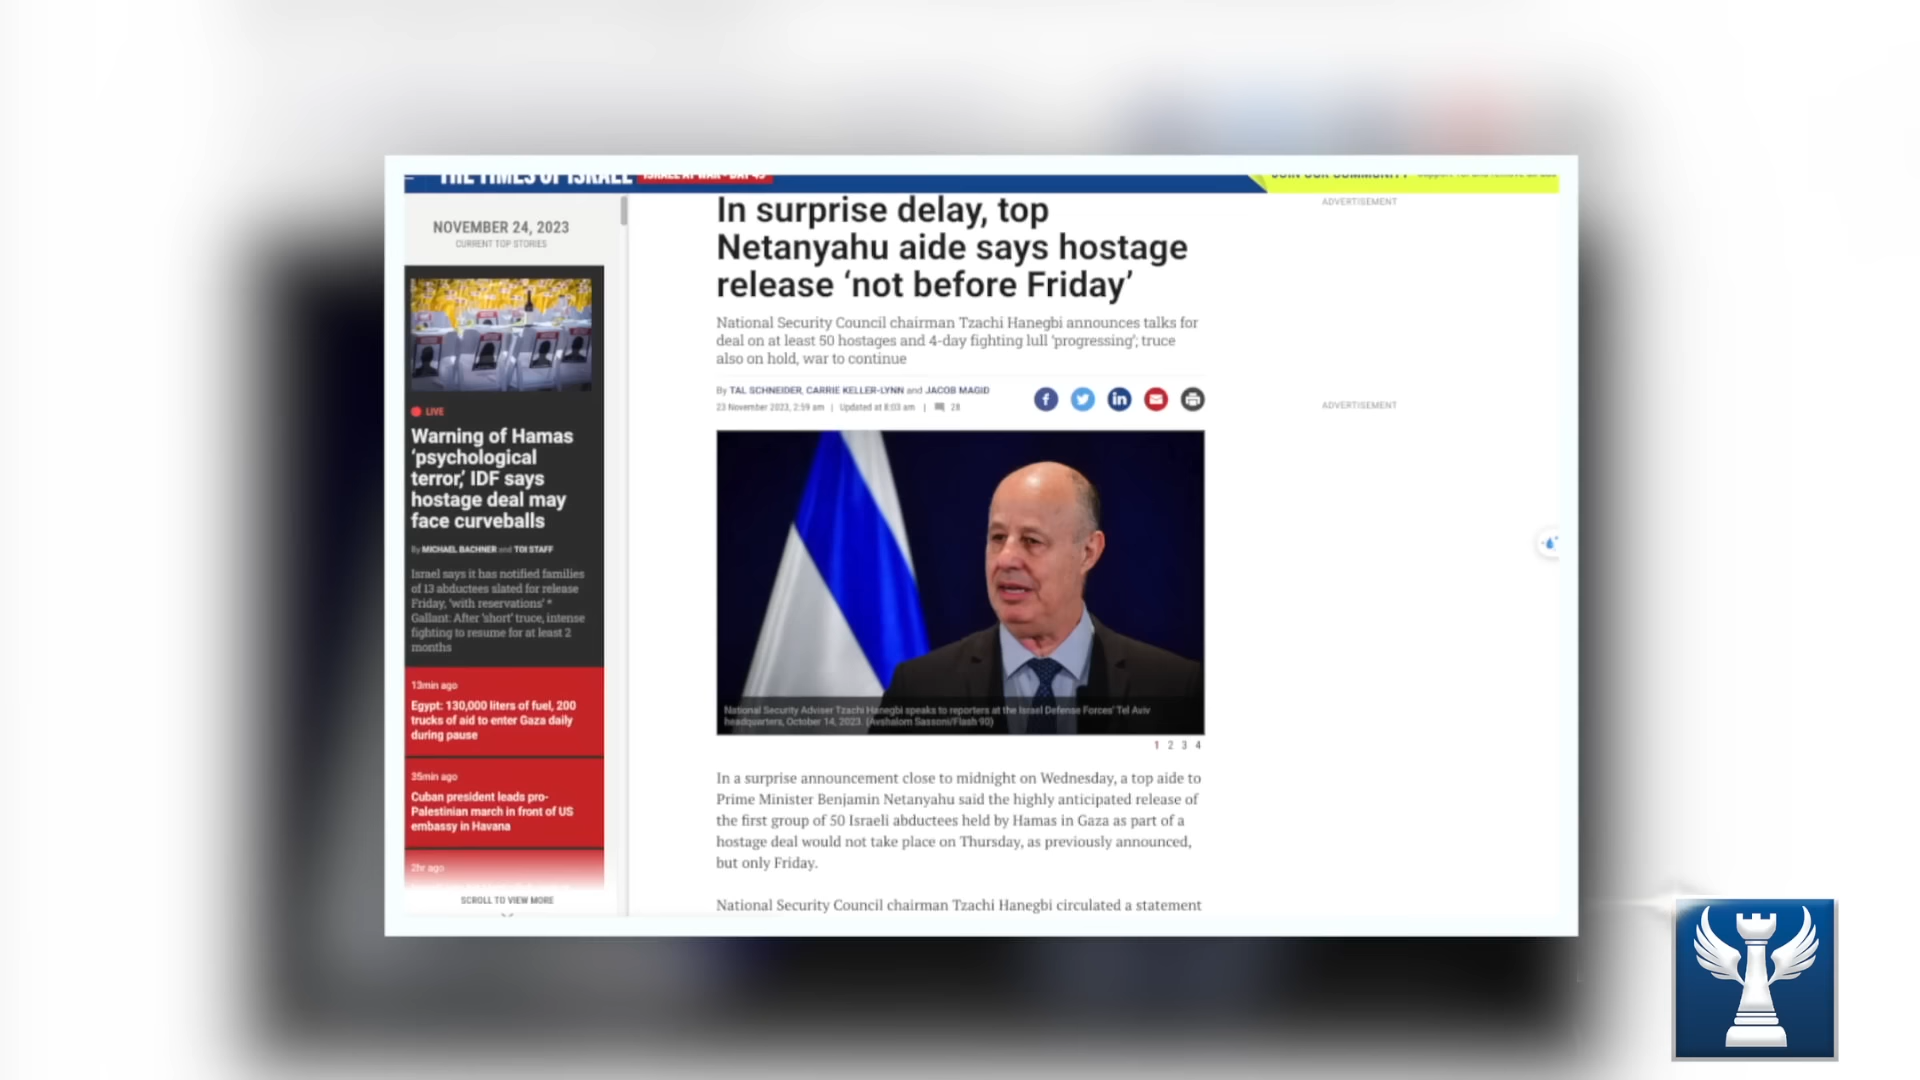 THE TIMES OF ISRAEL
ISRAEL AT WAR - DAY 49
JOIN OUR COMMUNITY
NOVEMBER 24, 2023
CURRENT TOP STORIES
LIVE
Warning of Hamas
‘psychological
terror,’ IDF says
hostage deal may
face curveballs
By MICHAEL BACHNER and TOI STAFF
Israel says it has notified families
of 13 abductees slated for release
Friday, ‘with reservations’ *
Gallant: After ‘short’ truce, intense
fighting to resume for at least 2
months
13min ago
Egypt: 130,000 liters of fuel, 200
trucks of aid to enter Gaza daily
during pause
35min ago
Cuban president leads pro-
Palestinian march in front of US
embassy in Havana
2hr ago
SCROLL TO VIEW MORE
In surprise delay, top
Netanyahu aide says hostage
release ‘not before Friday’
National Security Council chairman Tzachi Hanegbi announces talks for
deal on at least 50 hostages and 4-day fighting lull ‘progressing’; truce
also on hold, war to continue
By TAL SCHNEIDER, CARRIE KELLER-LYNN and JACOB MAGID
23 November 2023, 2:59 am | Updated at 8:03 am | 28
National Security Adviser Tzachi Hanegbi speaks to reporters at the Israel Defense Forces' Tel Aviv
headquarters, October 14, 2023. (Avshalom Sassoni/Flash 90)
1 2 3 4
In a surprise announcement close to midnight on Wednesday, a top aide to
Prime Minister Benjamin Netanyahu said the highly anticipated release of
the first group of 50 Israeli abductees held by Hamas in Gaza as part of a
hostage deal would not take place on Thursday, as previously announced,
but only Friday.
National Security Council chairman Tzachi Hanegbi circulated a statement
ADVERTISEMENT
ADVERTISEMENT